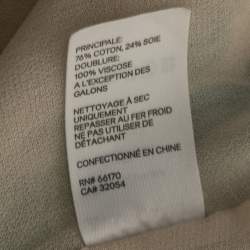 PRINCIPALE:
76% COTON, 24% SOIE
DOUBLURE:
100% VISCOSE
A L'EXCEPTION DES
GALONS
NETTOYAGE À SEC
UNIQUEMENT
REPASSER AU FER FROID
NE PAS UTILISER DE
DÉTACHANT
CONFECTIONNÉ EN CHINE
RN# 66170
CA# 32054